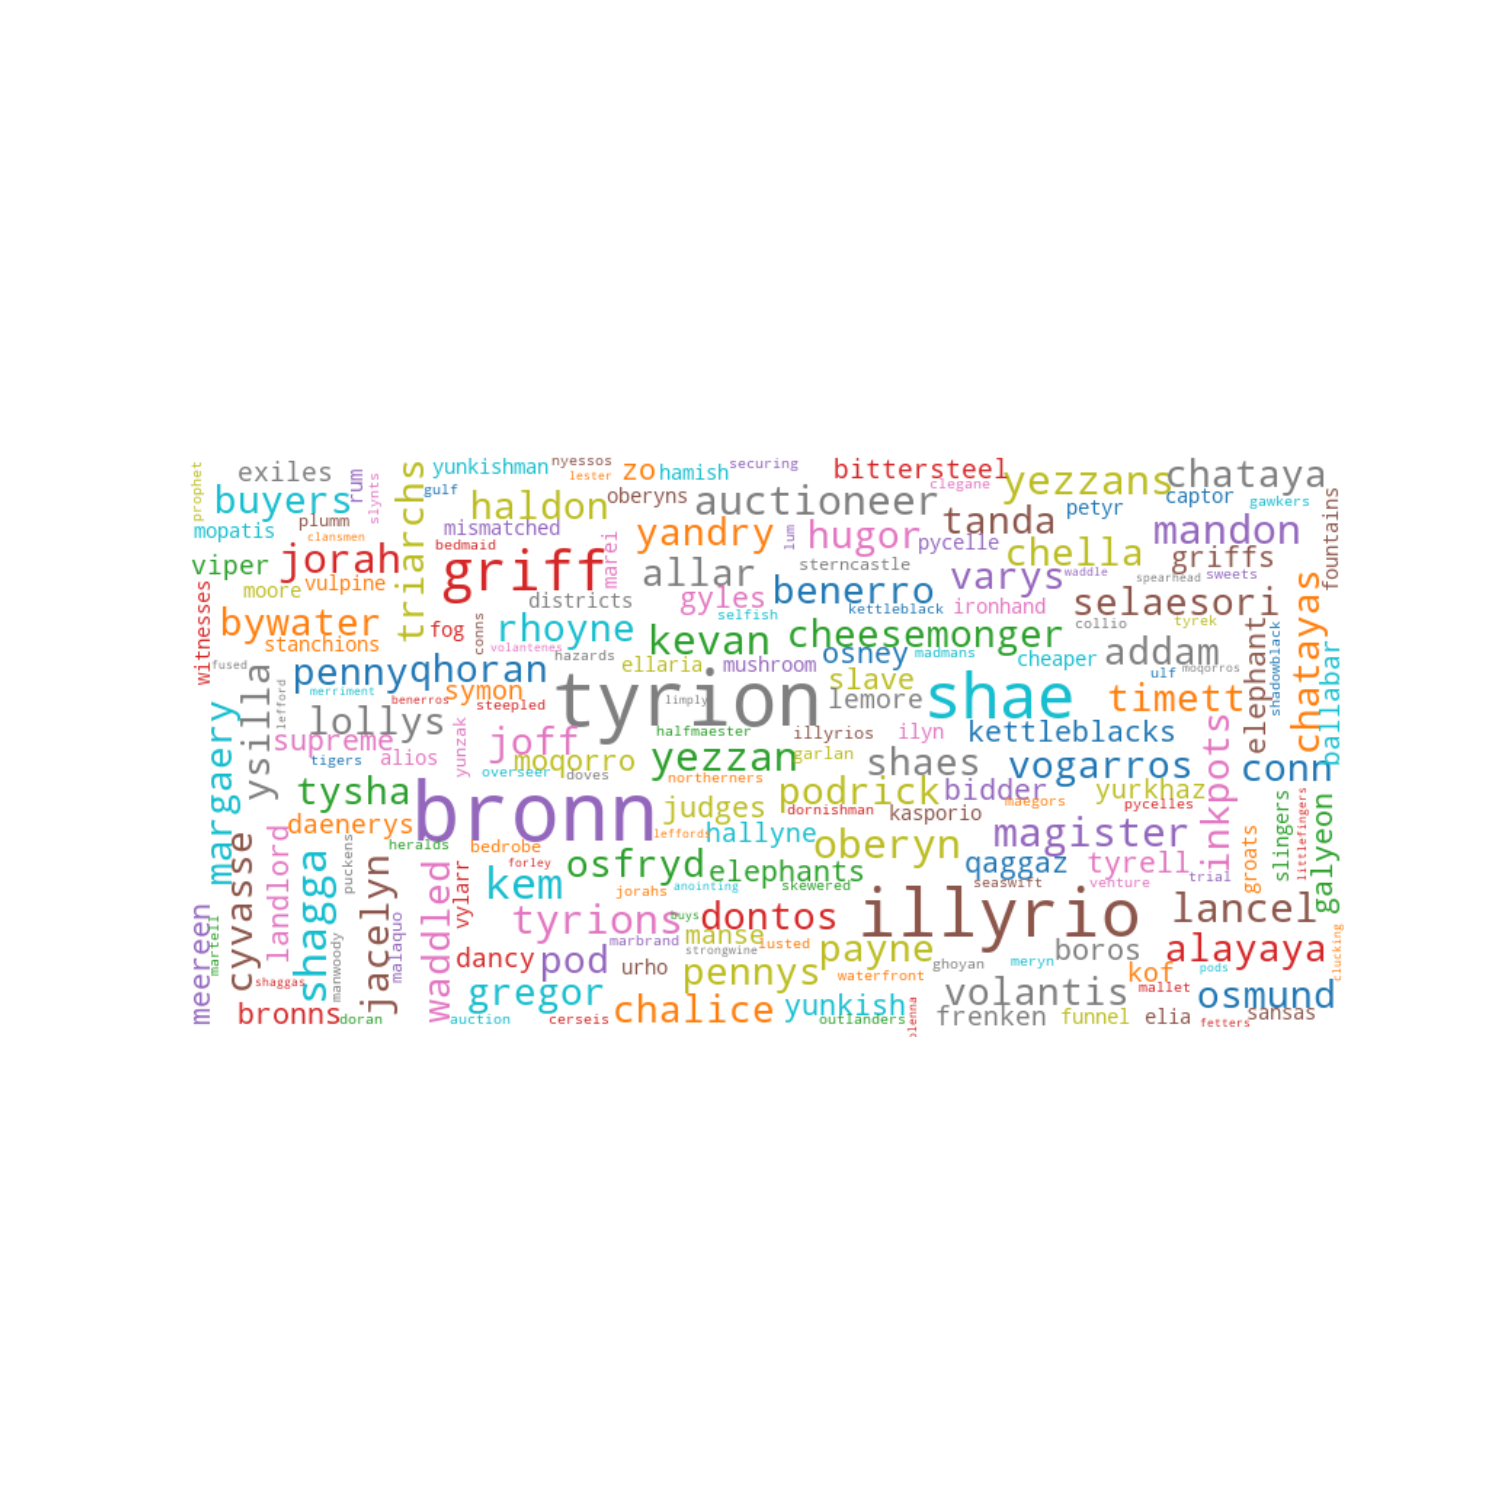 prophet
exiles
rum
slynts
triarchs
yunkishman
nyessos
lester
zo
hamish
securing
bittersteel
clegane
yezzans
chataya
captor
gawkers
fountains
buyers
gulf
haldon
oberyns
auctioneer
petyr
mopatis
plumm
clansmen
mismatched
bedmaid
marei
yandry
lum
hugor
pycelle
tanda
mandon
viper
jorah
griff
allar
sterncastle
chella
griffs
moore
vulpine
districts
gyles
selfish
benerro
varys
waddle
spearhead
sweets
kettleblack
ironhand
selaesori
collio
tyrek
chatayas
witnesses
bywater
stanchions
fog
conns
rhoyne
volantenes
hazards
kevan
cheesemonger
osney
madmans
cheaper
addam
moqorros
elephant
shadowblack
ballabar
fused
ysilla
lefford
penny
qhoran
merriment
benerros
symon
steepled
ellaria
mushroom
tyrion
limply
slave
lemore
shae
ulf
timett
margaery
lollys
supreme
tigers
alios
yunzak
joff
moqorro
overseer
doves
halfmaester
illyrios
ilyn
kettleblacks
inkpots
yezzan
garlan
northerners
shaes
vogarros
conn
tysha
bronn
judges
podrick
dornishman
bidder
kasporio
maegors
yurkhaz
pycelles
slingers
littlefingers
galyeon
daenerys
heralds
bedrobe
leffords
hallyne
oberyn
magister
groats
cyvasse
landlord
shagga
puckens
jacelyn
forley
osfryd
elephants
qaggaz
tyrell
trial
waddled
vylarr
kem
jorahs
anointing
skewered
seaswift
venture
meereen
martell
manwoody
malaquo
tyrions
buys
dontos
illyrio
lancel
marbrand
manse
strongwine
lusted
payne
boros
alayaya
clucking
shaggas
dancy
pod
urho
pennys
waterfront
ghoyan
meryn
kof
pods
mallet
gregor
chalice
yunkish
volantis
osmund
bronns
doran
auction
cerseis
outlanders
frenken
funnel
elia
fetters
sansas